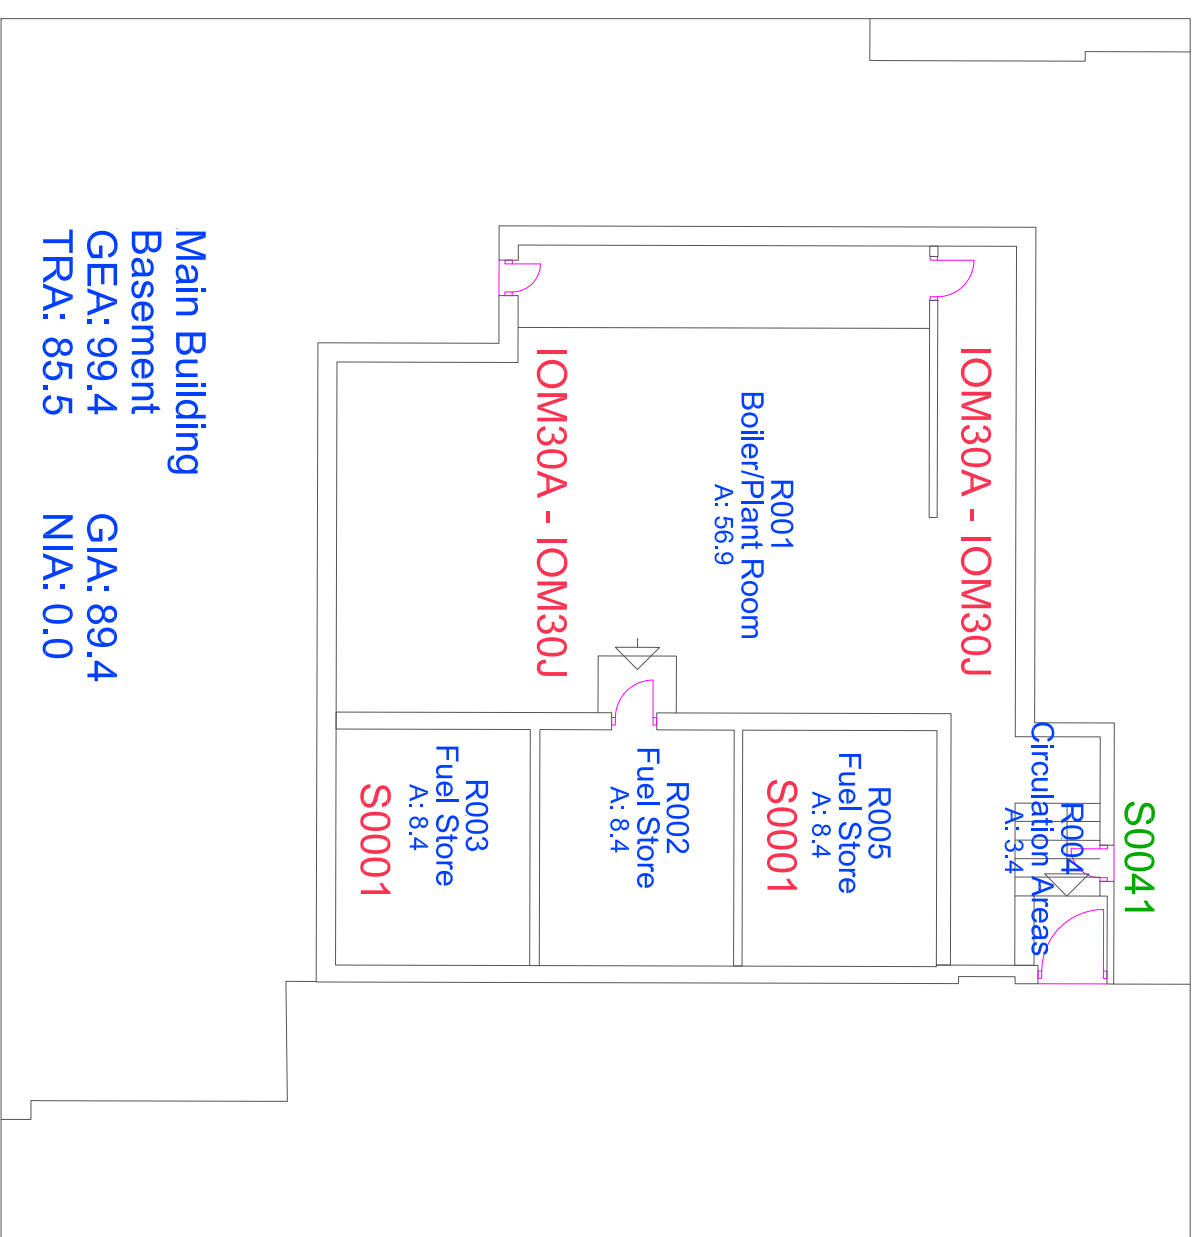 S0041
R004
Circulation Areas
A: 3.4
IOM30A - IOM30J
R001
Boiler/Plant Room
A: 56.9
IOM30A - IOM30J
R005
Fuel Store
A: 8.4
S0001
R002
Fuel Store
A: 8.4
R003
Fuel Store
A: 8.4
S0001
Main Building
Basement
GEA: 99.4 GIA: 89.4
TRA: 85.5 NIA: 0.0